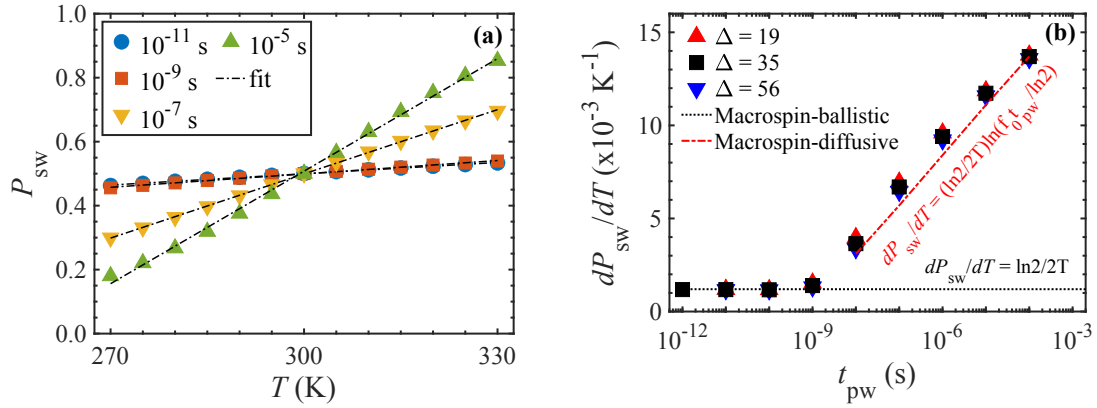 (a)
10⁻¹¹ s
10⁻⁵ s
10⁻⁹ s
fit
10⁻⁷ s
P_sw
1.0
0.8
0.6
0.4
0.2
0.0
270
300
330
T (K)
(b)
Δ = 19
Δ = 35
Δ = 56
Macrospin-ballistic
Macrospin-diffusive
dP_sw/dT = (ln2/2T)ln(f_0 t_pw/ln2)
dP_sw/dT = ln2/2T
dP_sw/dT (x10⁻³ K⁻¹)
15
10
5
0
10⁻¹²
10⁻⁹
10⁻⁶
10⁻³
t_pw (s)